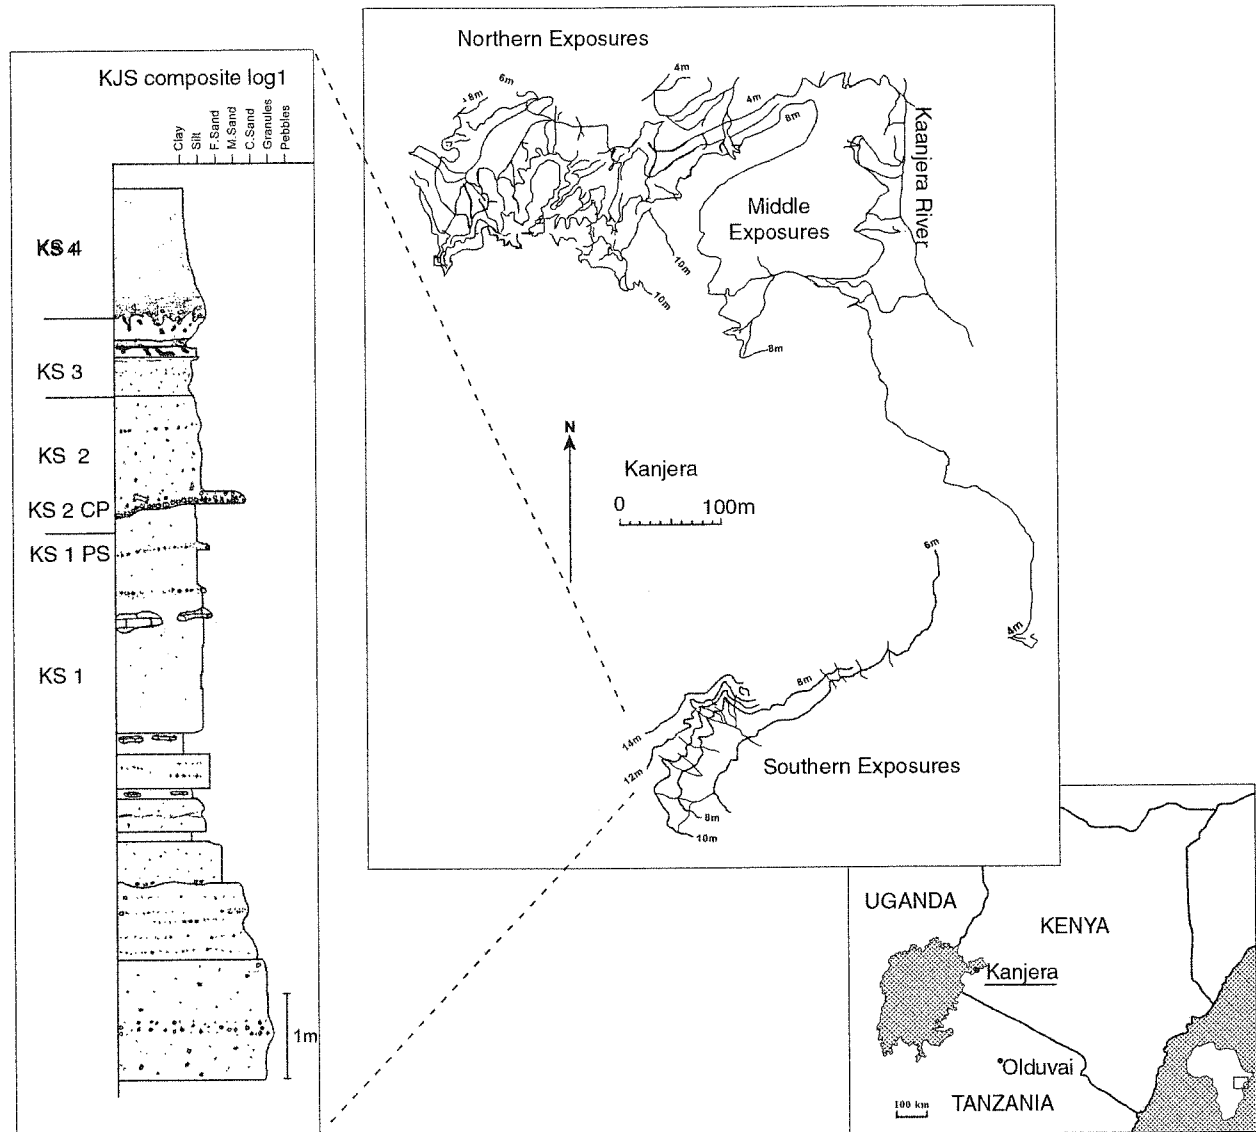 KJS composite log1
Clay
Silt
F.Sand
M.Sand
C.Sand
Granules
Pebbles
KS 4
KS 3
KS 2
KS 2 CP
KS 1 PS
KS 1
1m
Northern Exposures
6m
8m
4m
4m
8m
Kaanjera River
Middle
Exposures
10m
10m
8m
N
Kanjera
0 100m
6m
4m
8m
14m
12m
Southern Exposures
8m
10m
UGANDA
KENYA
Kanjera
Olduvai
100 km
TANZANIA